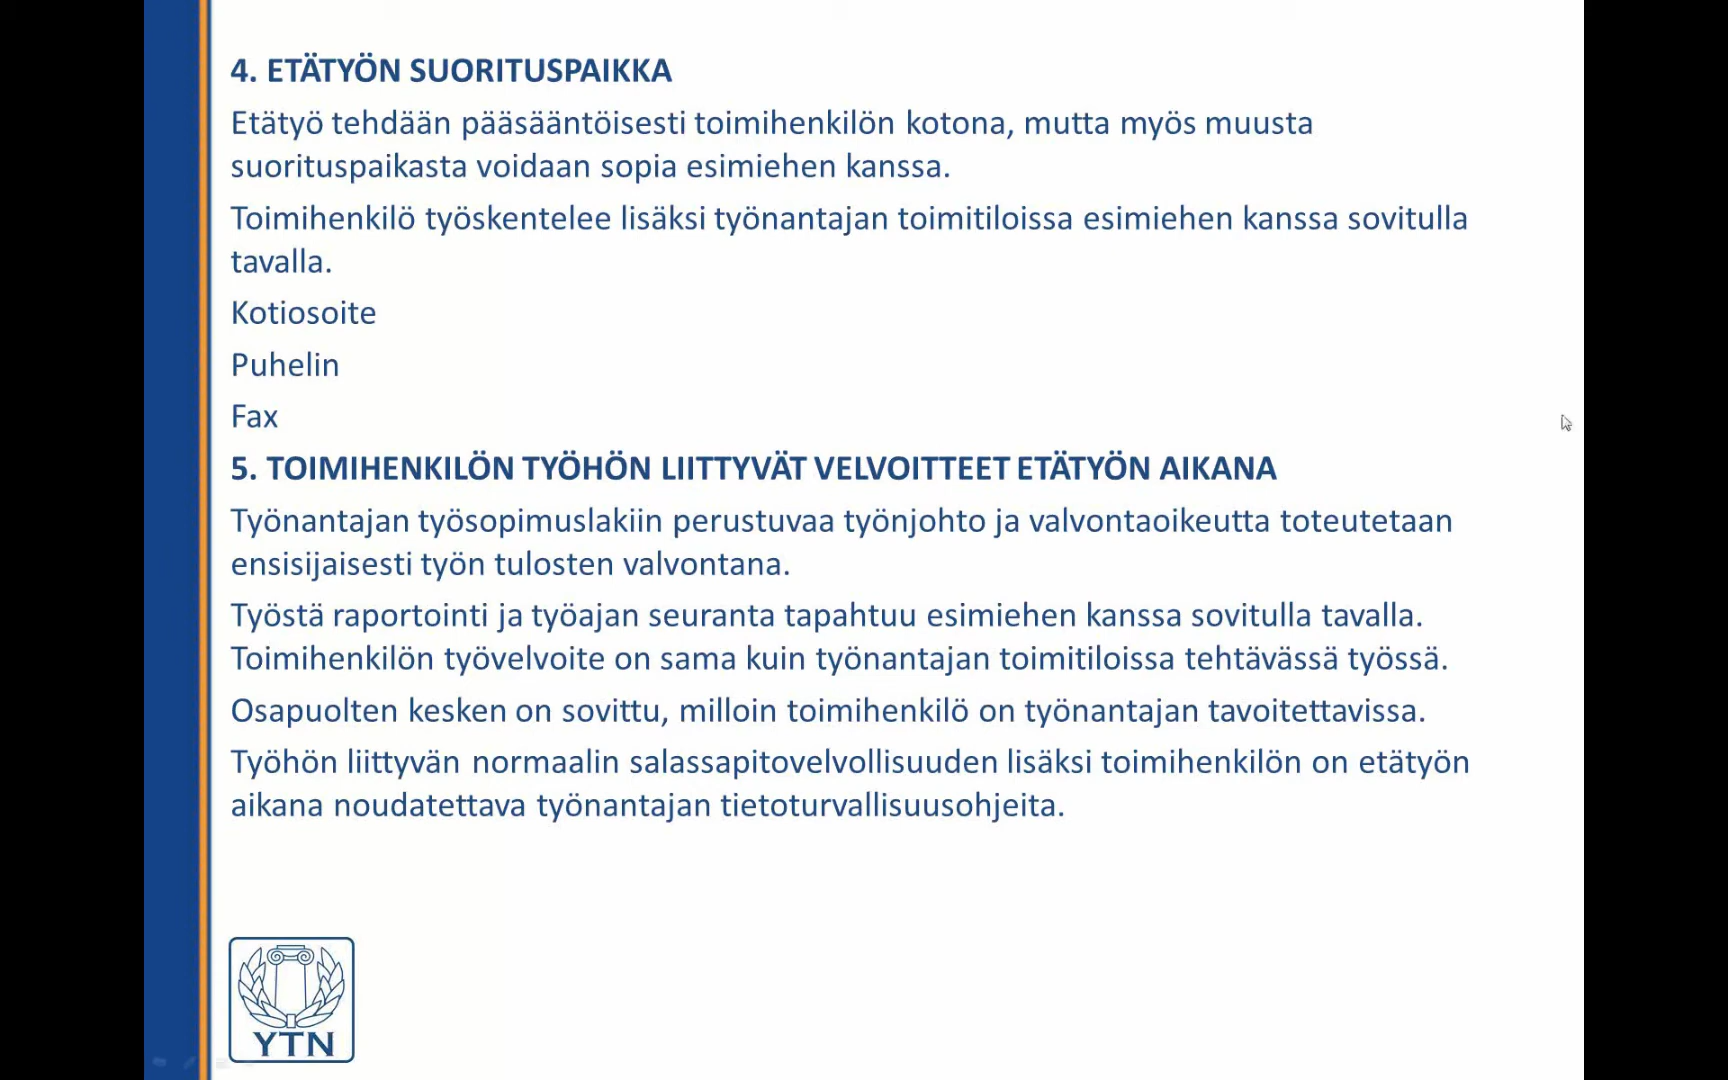 4. ETÄTYÖN SUORITUSPAIKKA
Etätyö tehdään pääsääntöisesti toimihenkilön kotona, mutta myös muusta
suorituspaikasta voidaan sopia esimiehen kanssa.
Toimihenkilö työskentelee lisäksi työnantajan toimitiloissa esimiehen kanssa sovitulla
tavalla.
Kotiosoite
Puhelin
Fax
5. TOIMIHENKILÖN TYÖHÖN LIITTYVÄT VELVOITTEET ETÄTYÖN AIKANA
Työnantajan työsopimuslakiin perustuvaa työnjohto ja valvontaoikeutta toteutetaan
ensisijaisesti työn tulosten valvontana.
Työstä raportointi ja työajan seuranta tapahtuu esimiehen kanssa sovitulla tavalla.
Toimihenkilön työvelvoite on sama kuin työnantajan toimitiloissa tehtävässä työssä.
Osapuolten kesken on sovittu, milloin toimihenkilö on työnantajan tavoitettavissa.
Työhön liittyvän normaalin salassapitovelvollisuuden lisäksi toimihenkilön on etätyön
aikana noudatettava työnantajan tietoturvallisuusohjeita.
YTN